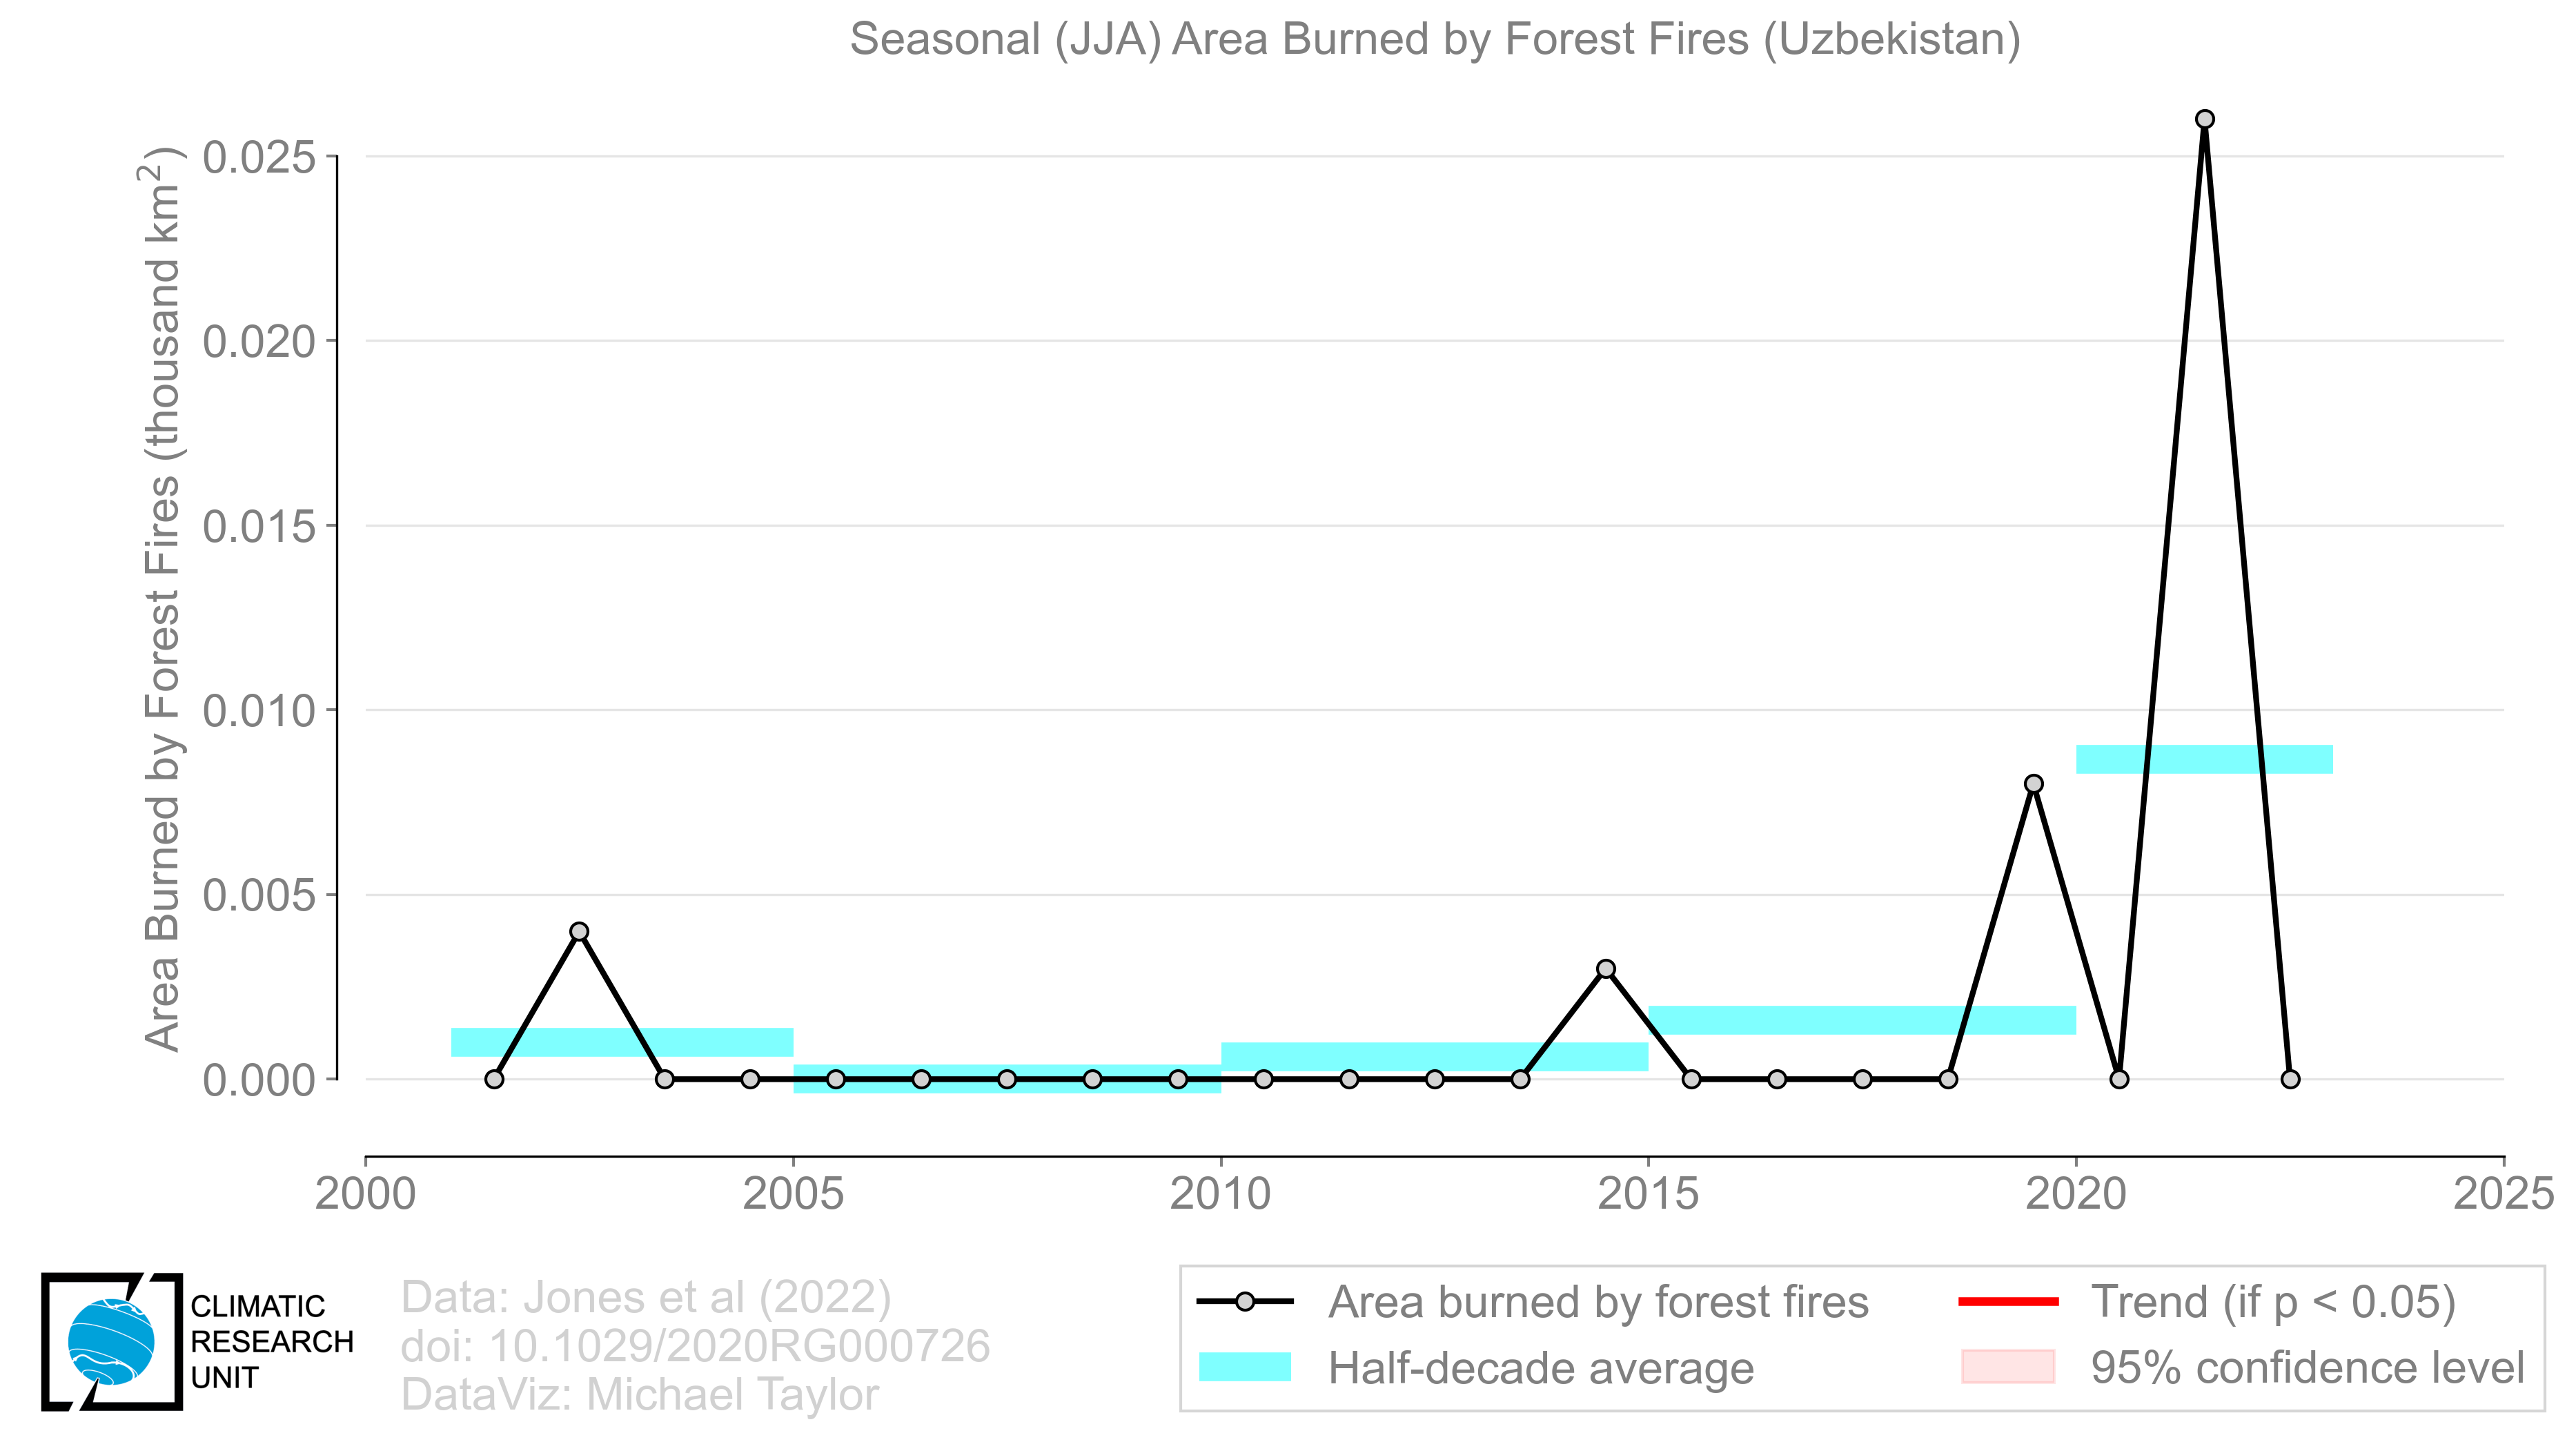 Seasonal (JJA) Area Burned by Forest Fires (Uzbekistan)
Area Burned by Forest Fires (thousand km²)
0.025
0.020
0.015
0.010
0.005
0.000
2000
2005
2010
2015
2020
2025
CLIMATIC
RESEARCH
UNIT
Data: Jones et al (2022)
doi: 10.1029/2020RG000726
DataViz: Michael Taylor
Area burned by forest fires
Half-decade average
Trend (if p < 0.05)
95% confidence level